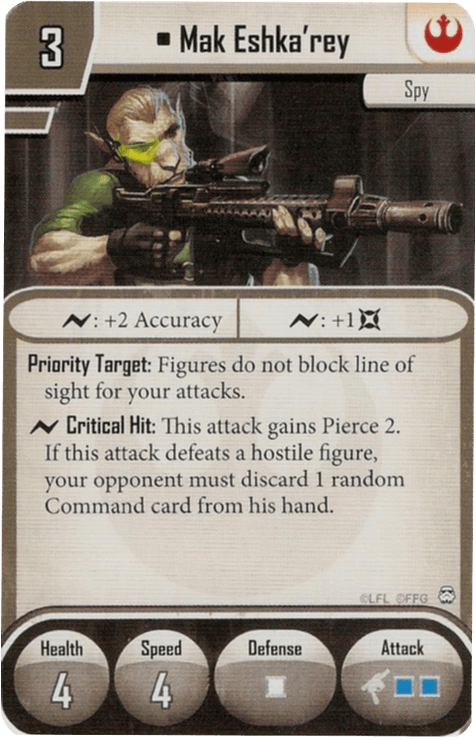 3
Mak Eshka'rey
Spy
: +2 Accuracy
: +1
Priority Target: Figures do not block line of
sight for your attacks.
Critical Hit: This attack gains Pierce 2.
If this attack defeats a hostile figure,
your opponent must discard 1 random
Command card from his hand.
©LFL ©FFG
Health
4
Speed
4
Defense
Attack